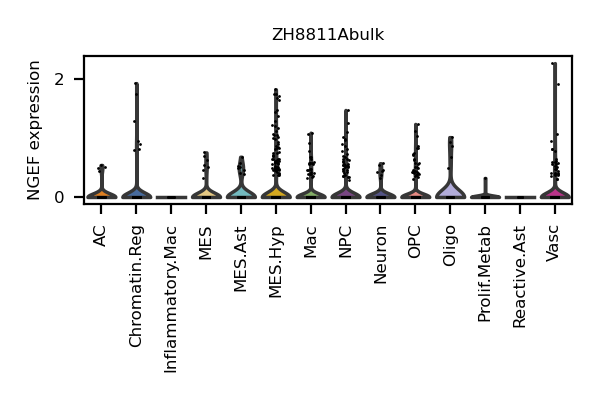 ZH8811Abulk
NGEF expression
2
0
AC
Chromatin.Reg
Inflammatory.Mac
MES
MES.Ast
MES.Hyp
Mac
NPC
Neuron
OPC
Oligo
Prolif.Metab
Reactive.Ast
Vasc